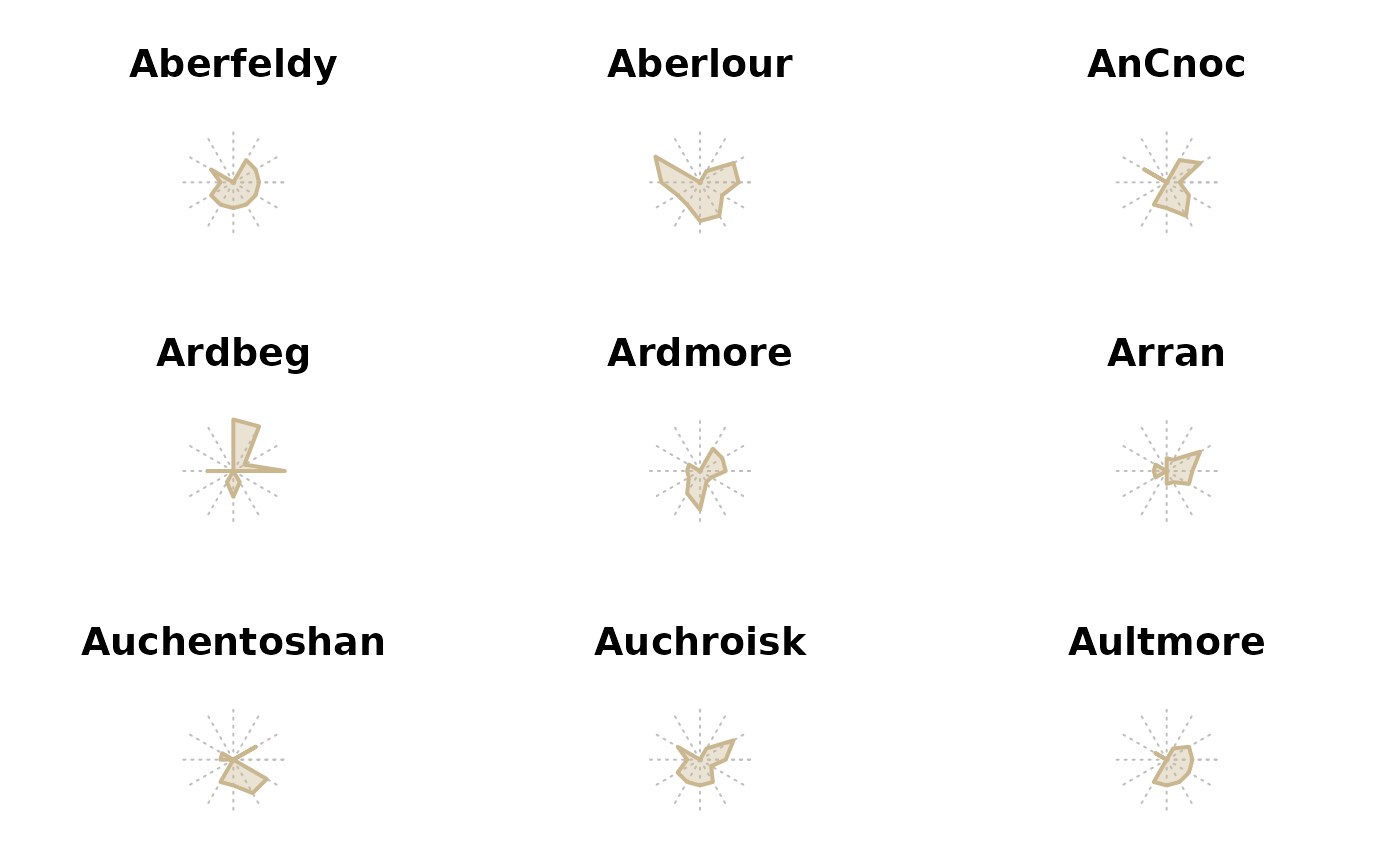 Aberfeldy
Aberlour
AnCnoc
Ardbeg
Ardmore
Arran
Auchentoshan
Auchroisk
Aultmore